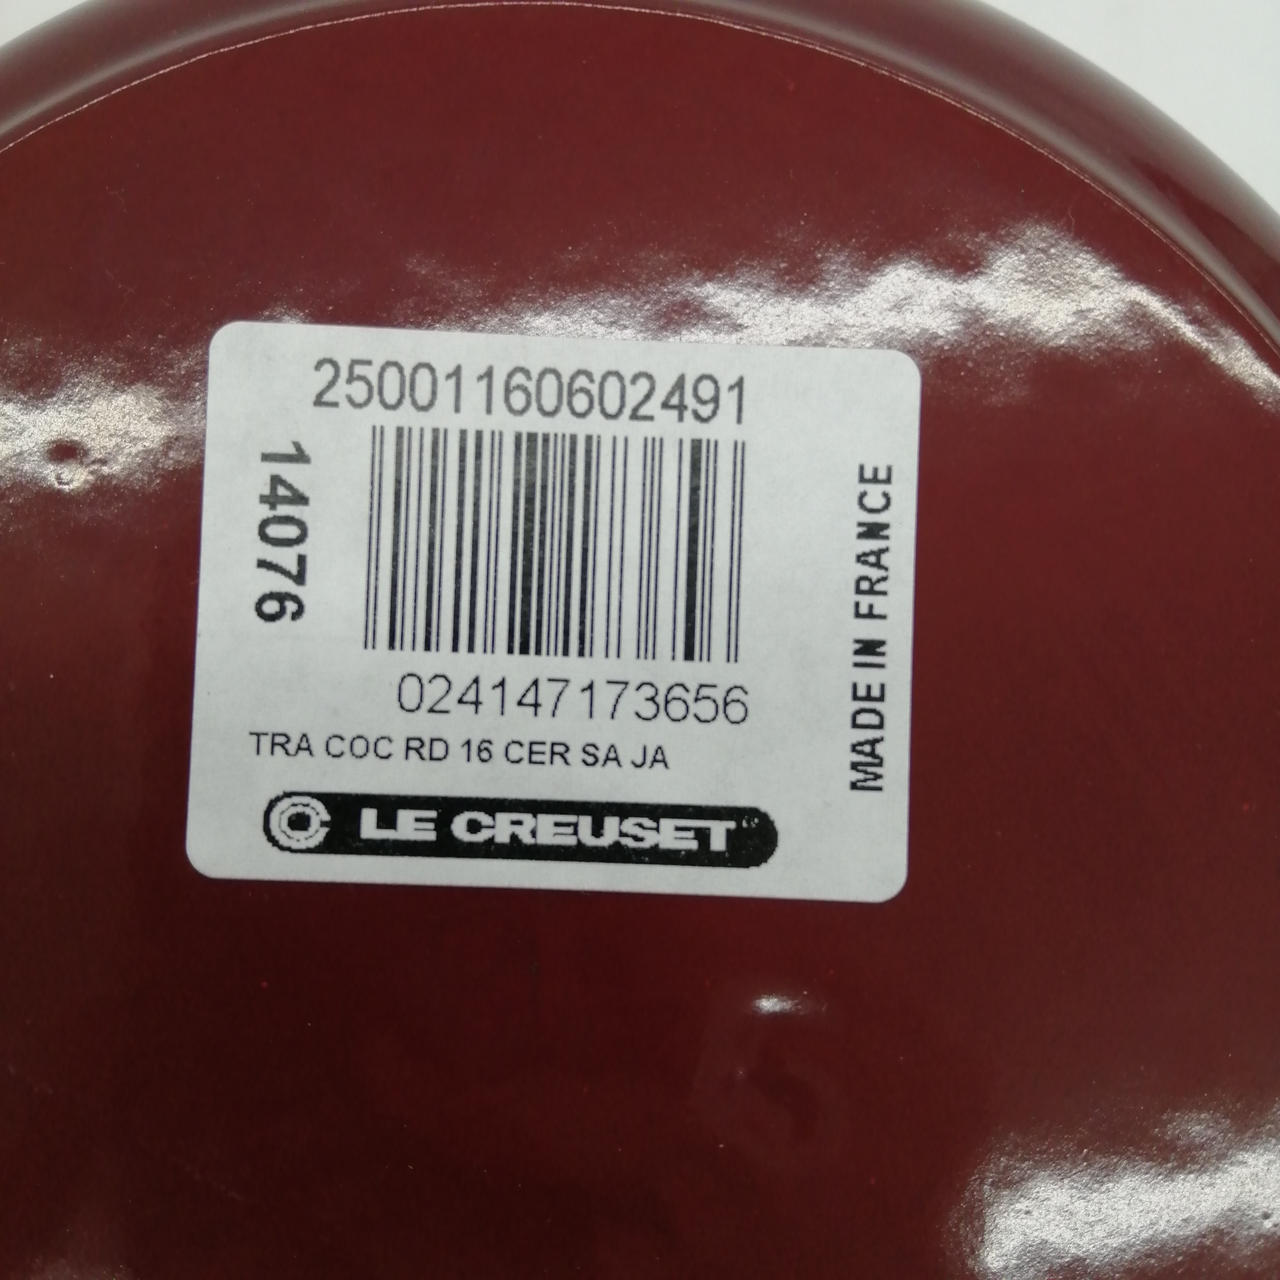 25001160602491
14076
024147173656
TRA COC RD 16 CER SA JA
LE CREUSET
MADE IN FRANCE